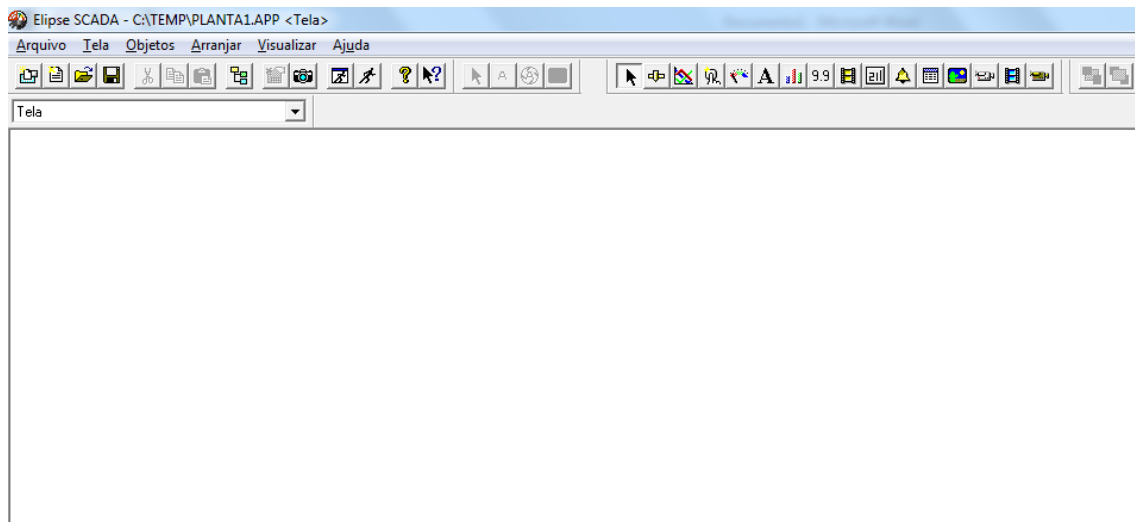 Elipse SCADA - C:\TEMP\PLANTA1.APP <Tela>
Arquivo Tela Objetos Arranjar Visualizar Ajuda
A A 9.9
Tela